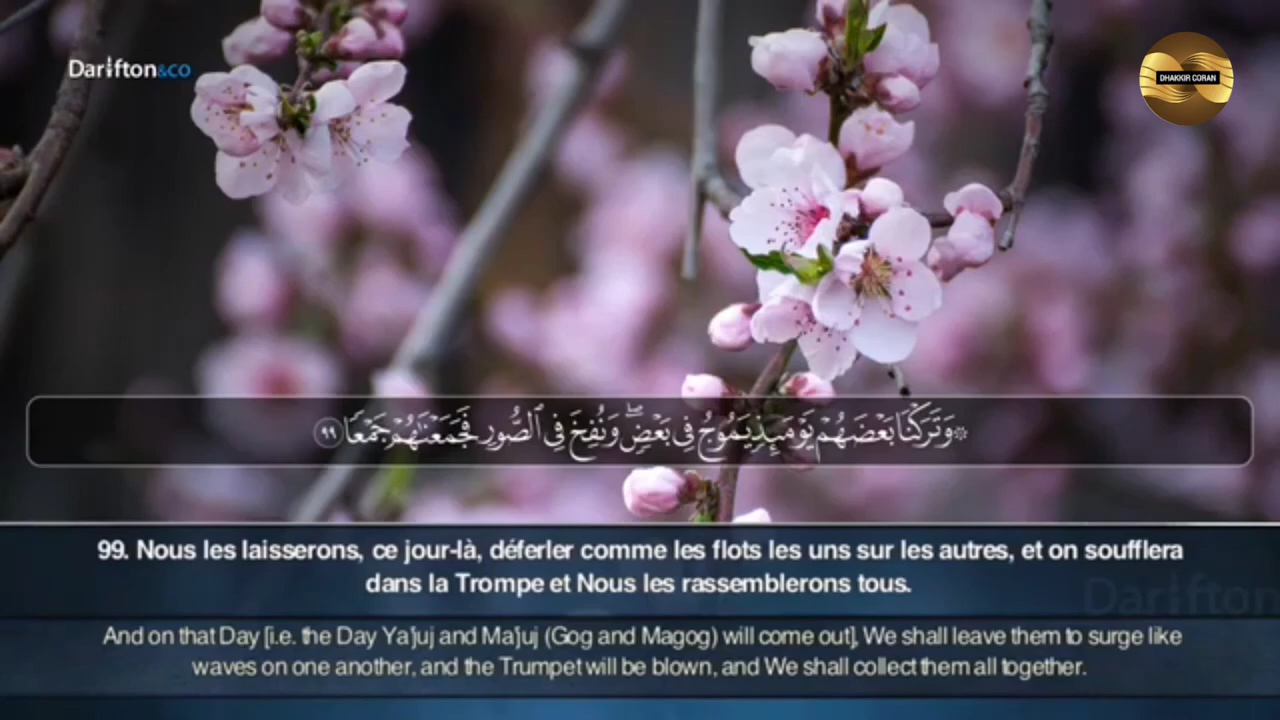 Darifton&co
DHAKKIR CORAN
۞ وَتَرَكْنَا بَعْضَهُمْ يَوْمَئِذٍ يَمُوجُ فِي بَعْضٍ ۖ وَنُفِخَ فِي ٱلصُّورِ فَجَمَعْنَٰهُمْ جَمْعًا ٩٩
99. Nous les laisserons, ce jour-là, déferler comme les flots les uns sur les autres, et on soufflera
dans la Trompe et Nous les rassemblerons tous.
Darifton
And on that Day [i.e. the Day Ya'juj and Ma'juj (Gog and Magog) will come out], We shall leave them to surge like
waves on one another, and the Trumpet will be blown, and We shall collect them all together.